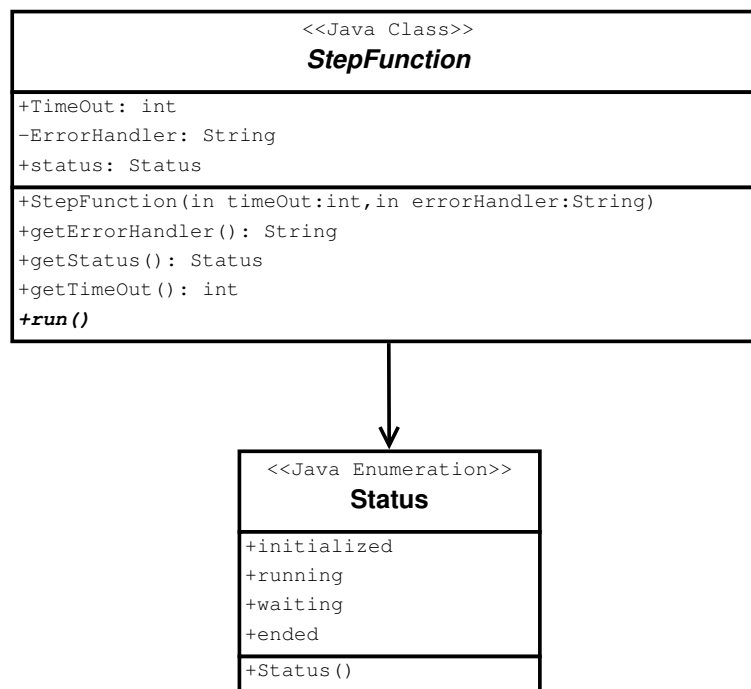 <<Java Class>>
StepFunction
+TimeOut: int
-ErrorHandler: String
+status: Status
+StepFunction(in timeOut:int,in errorHandler:String)
+getErrorHandler(): String
+getStatus(): Status
+getTimeOut(): int
+run()
<<Java Enumeration>>
Status
+initialized
+running
+waiting
+ended
+Status()